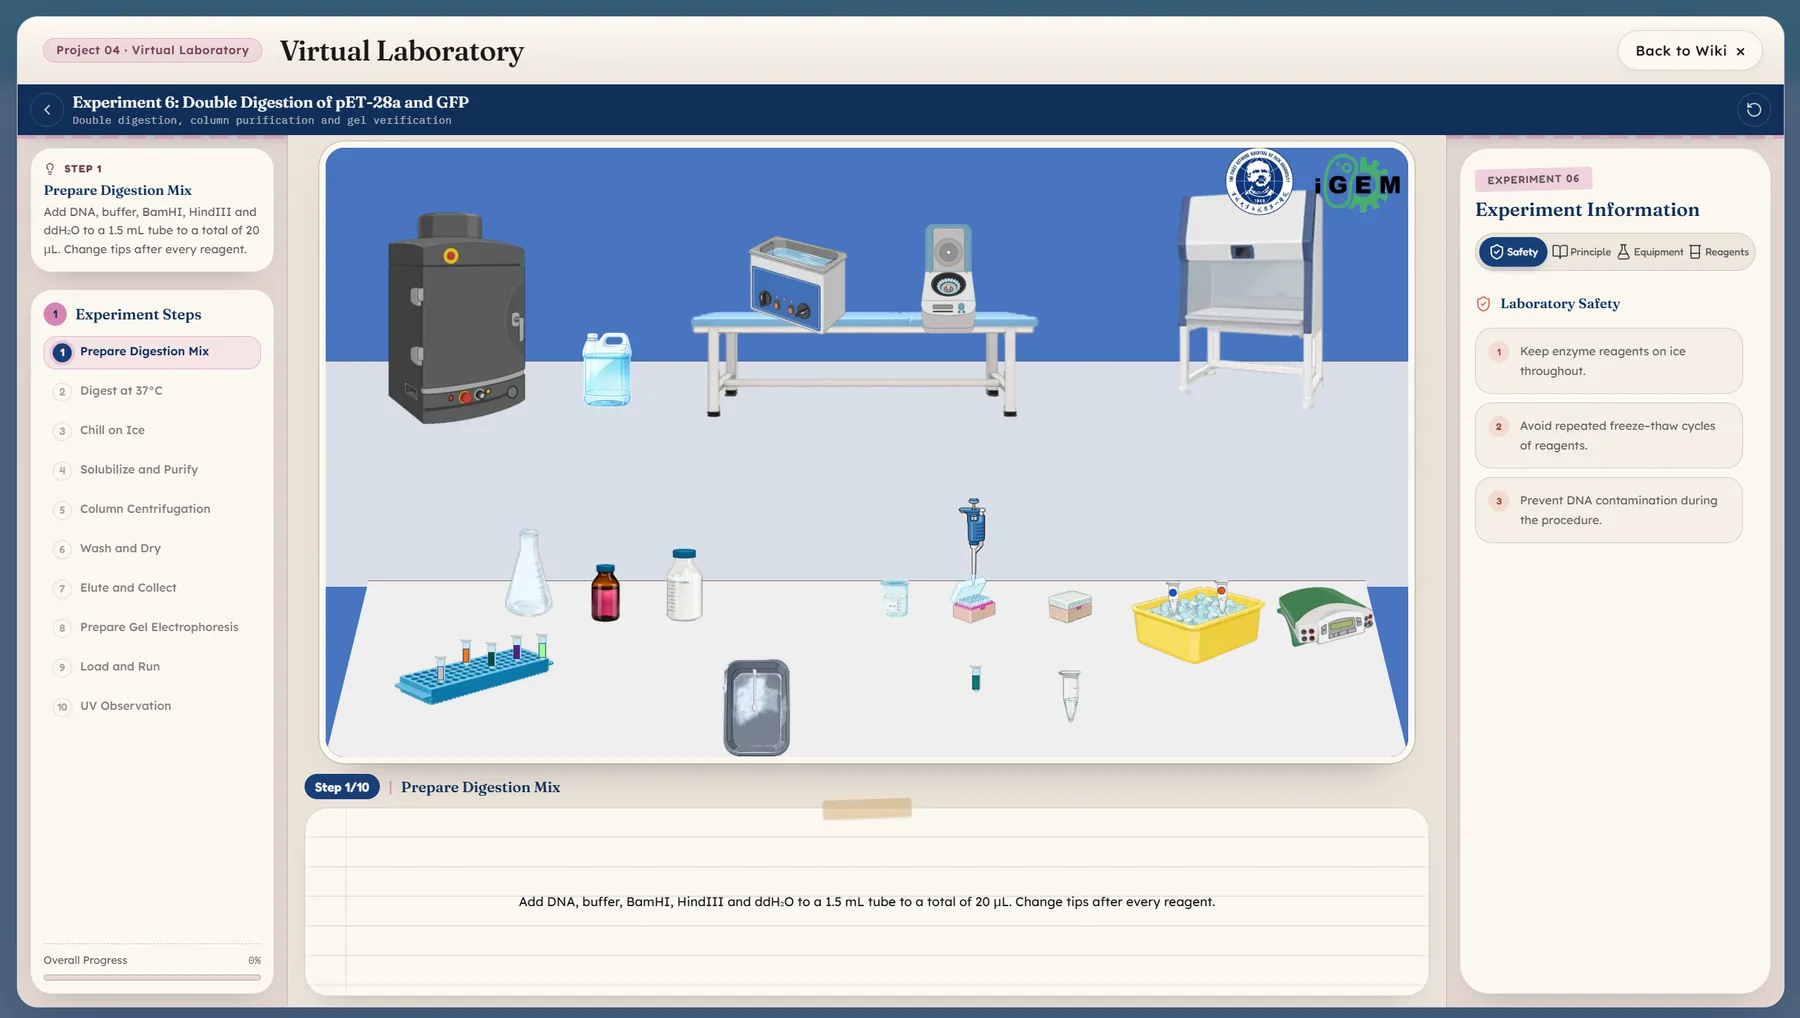 Project 04 · Virtual Laboratory
Virtual Laboratory
Back to Wiki ×
Experiment 6: Double Digestion of pET-28a and GFP
Double digestion, column purification and gel verification
STEP 1
Prepare Digestion Mix
Add DNA, buffer, BamHI, HindIII and
ddH₂O to a 1.5 mL tube to a total of 20
µL. Change tips after every reagent.
1 Experiment Steps
1 Prepare Digestion Mix
2 Digest at 37°C
3 Chill on Ice
4 Solubilize and Purify
5 Column Centrifugation
6 Wash and Dry
7 Elute and Collect
8 Prepare Gel Electrophoresis
9 Load and Run
10 UV Observation
Overall Progress 0%
iGEM
Step 1/10 | Prepare Digestion Mix
Add DNA, buffer, BamHI, HindIII and ddH₂O to a 1.5 mL tube to a total of 20 µL. Change tips after every reagent.
EXPERIMENT 06
Experiment Information
Safety Principle Equipment Reagents
Laboratory Safety
1 Keep enzyme reagents on ice
throughout.
2 Avoid repeated freeze–thaw cycles
of reagents.
3 Prevent DNA contamination during
the procedure.